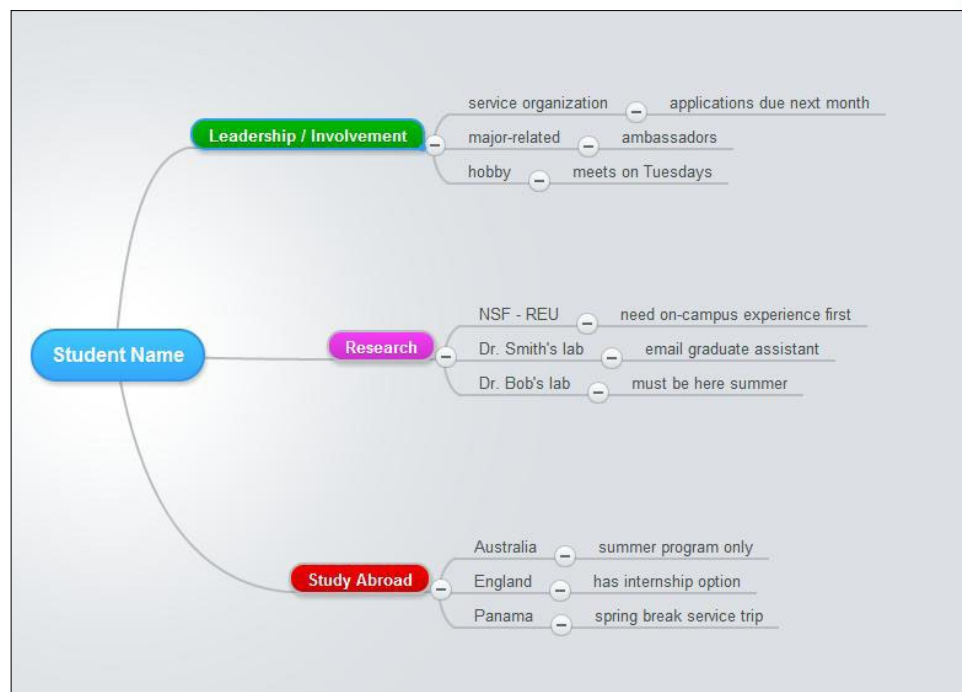 Student Name
Leadership / Involvement
service organization
applications due next month
major-related
ambassadors
hobby
meets on Tuesdays
Research
NSF - REU
need on-campus experience first
Dr. Smith's lab
email graduate assistant
Dr. Bob's lab
must be here summer
Study Abroad
Australia
summer program only
England
has internship option
Panama
spring break service trip